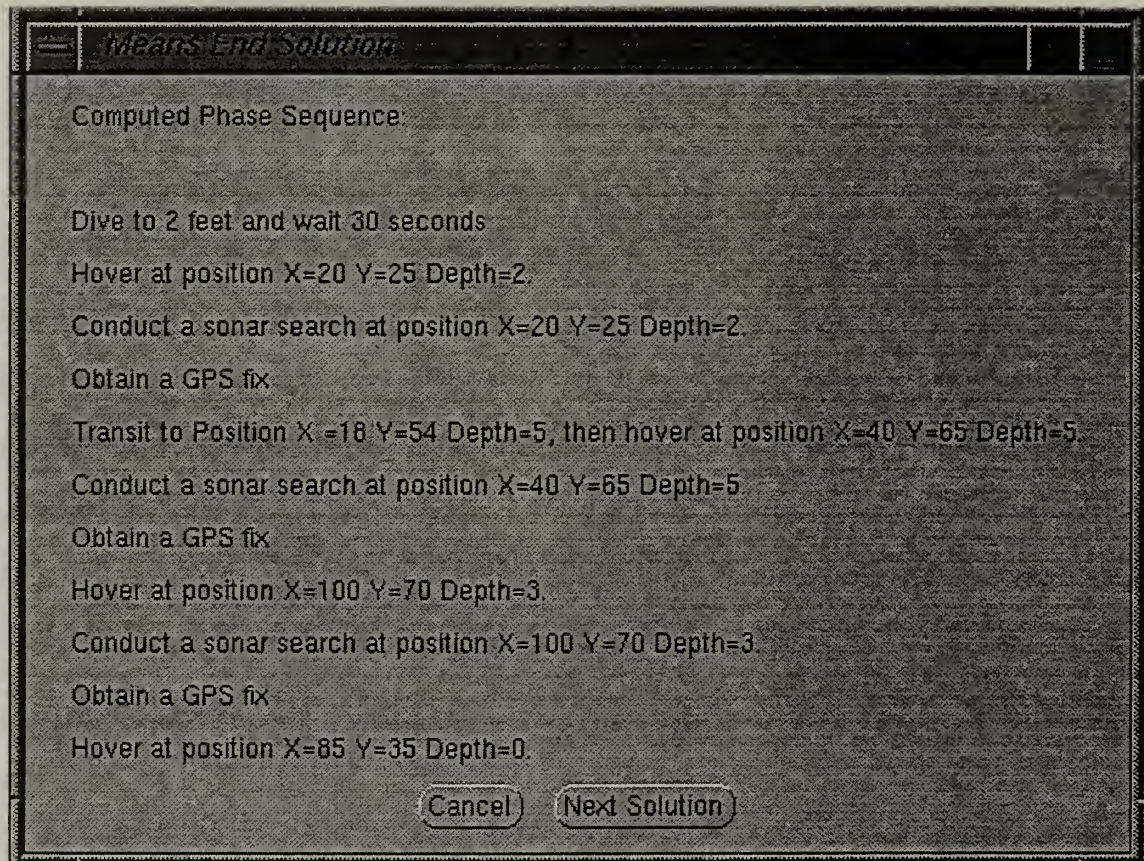 Means End Solution
Computed Phase Sequence:
Dive to 2 feet and wait 30 seconds
Hover at position X=20 Y=25 Depth=2.
Conduct a sonar search at position X=20 Y=25 Depth=2.
Obtain a GPS fix
Transit to Position X =18 Y=54 Depth=5, then hover at position X=40 Y=65 Depth=5.
Conduct a sonar search at position X=40 Y=65 Depth=5.
Obtain a GPS fix
Hover at position X=100 Y=70 Depth=3.
Conduct a sonar search at position X=100 Y=70 Depth=3.
Obtain a GPS fix
Hover at position X=85 Y=35 Depth=0.
Cancel Next Solution